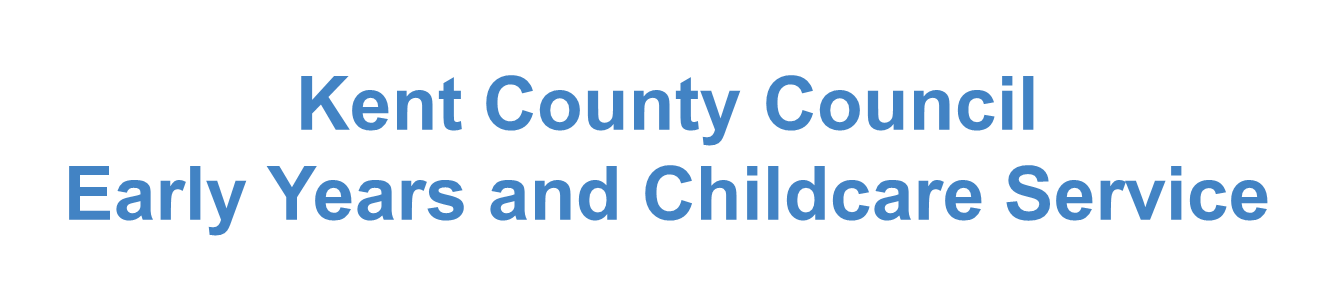 Kent County Council
Early Years and Childcare Service